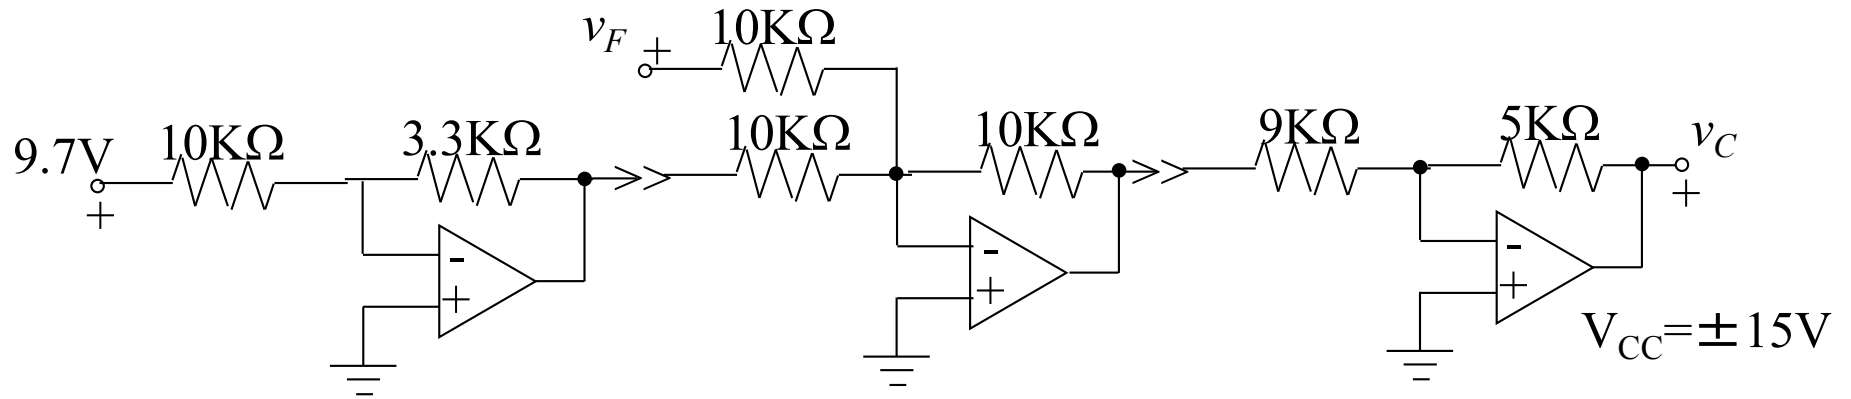 v_F + 10KΩ
9.7V 10KΩ 3.3KΩ 10KΩ 10KΩ 9KΩ 5KΩ v_C
+ +
- - -
+ + +
V_CC=±15V